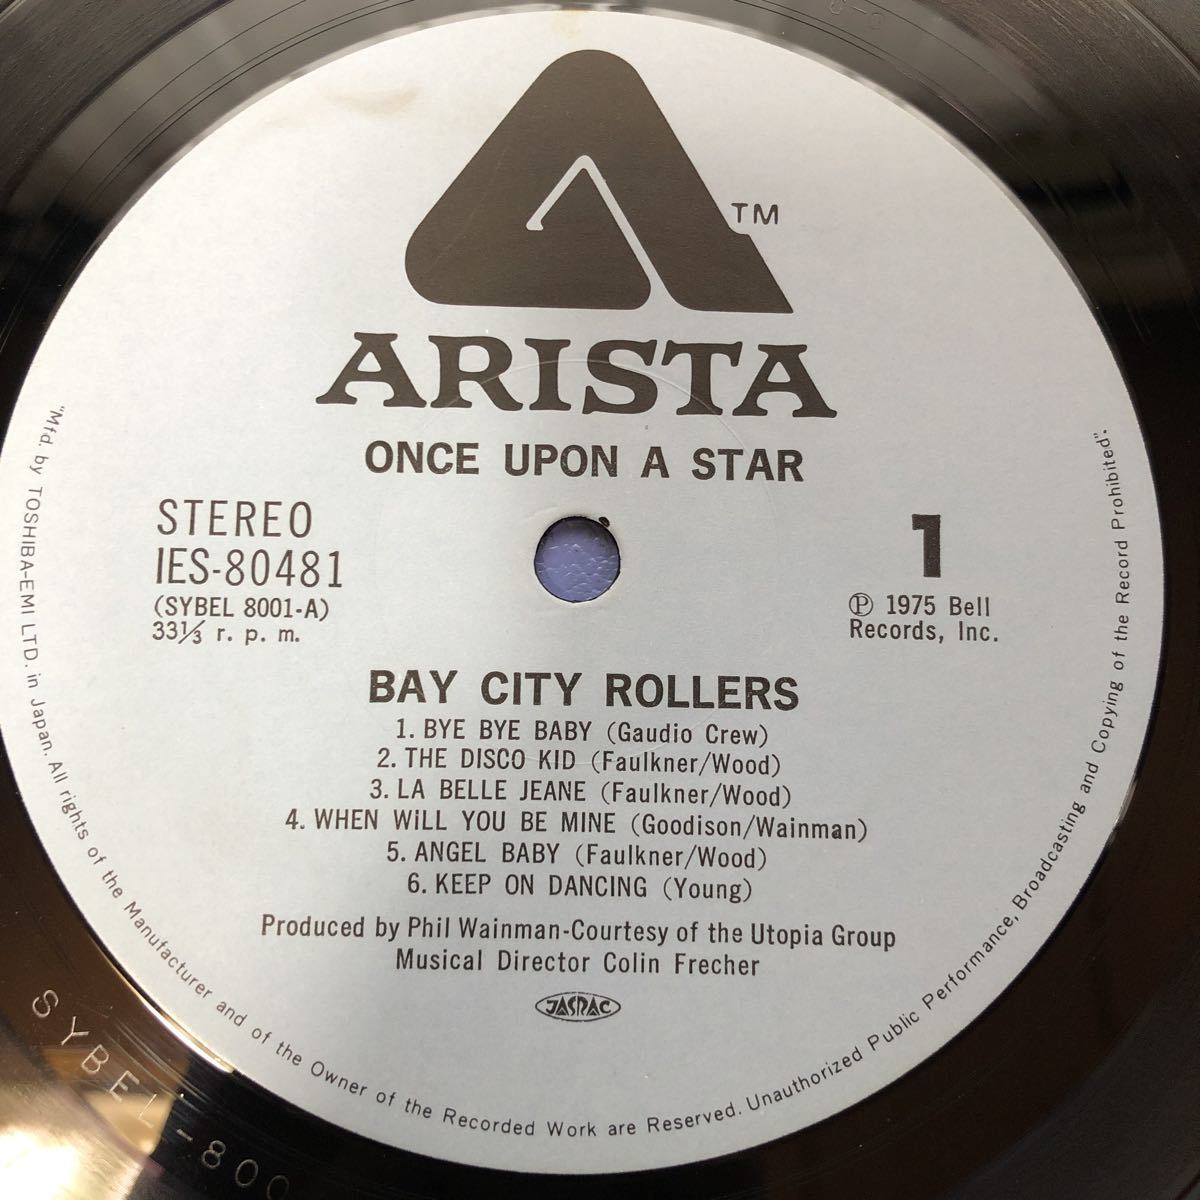 TM
ARISTA
ONCE UPON A STAR
STEREO
IES-80481
(SYBEL 8001-A)
33⅓ r. p. m.
1
Ⓟ 1975 Bell
Records, Inc.
BAY CITY ROLLERS
1. BYE BYE BABY (Gaudio Crew)
2. THE DISCO KID (Faulkner/Wood)
3. LA BELLE JEANE (Faulkner/Wood)
4. WHEN WiLL YOU BE MINE (Goodison/Wainman)
5. ANGEL BABY (Faulkner/Wood)
6. KEEP ON DANCING (Young)
Produced by Phil Wainman-Courtesy of the Utopia Group
Musical Director Colin Frecher
JASRAC
"Mfd. by TOSHIBA-EMI LTD. in Japan. All rights of the Manufacturer and of the Owner of the Recorded Work are Reserved. Unauthorized Public Performance, Broadcasting and Copying of the Record Prohibited".
SYBEL-800